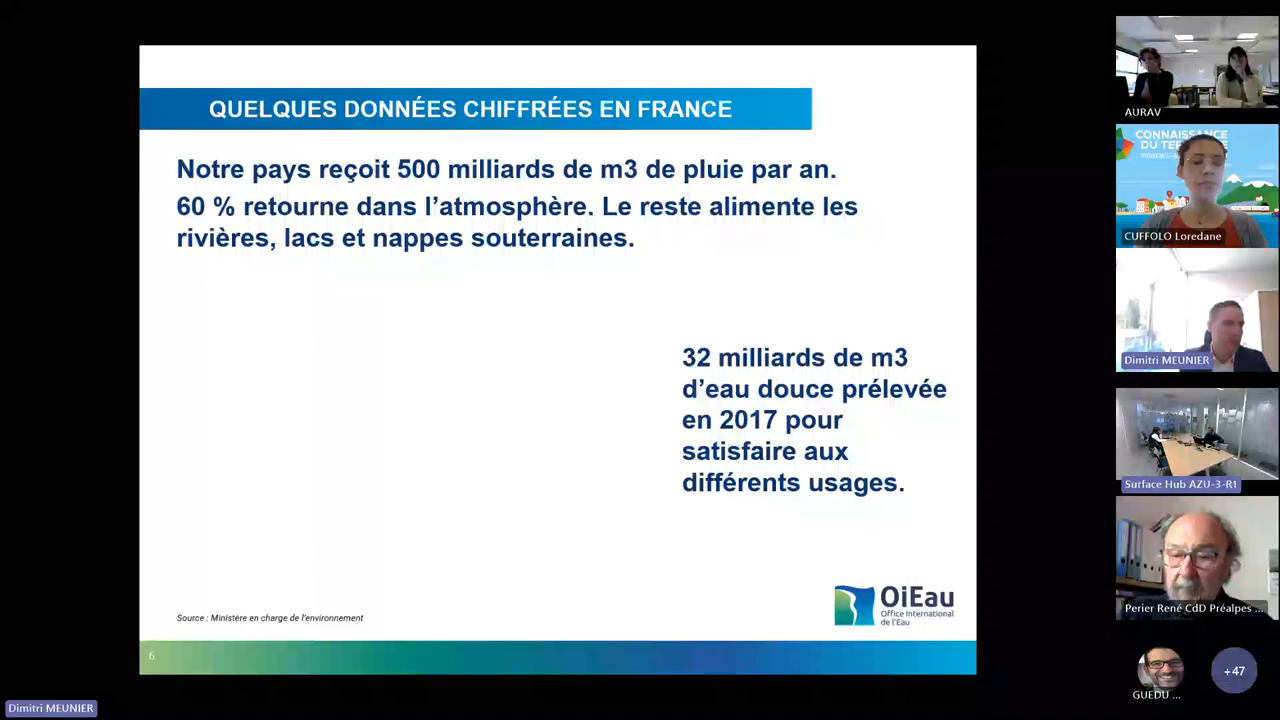 QUELQUES DONNÉES CHIFFRÉES EN FRANCE
Notre pays reçoit 500 milliards de m3 de pluie par an.
60 % retourne dans l’atmosphère. Le reste alimente les
rivières, lacs et nappes souterraines.
32 milliards de m3
d’eau douce prélevée
en 2017 pour
satisfaire aux
différents usages.
Source : Ministère en charge de l'environnement
OiEau
Office International
de l'Eau
6
Dimitri MEUNIER
AURAV
CONNAISSANCE
CUFFOLO Loredane
Dimitri MEUNIER
Surface Hub AZU-3-R1
Perier René CdD Préalpes ...
GUEDU ...
+47